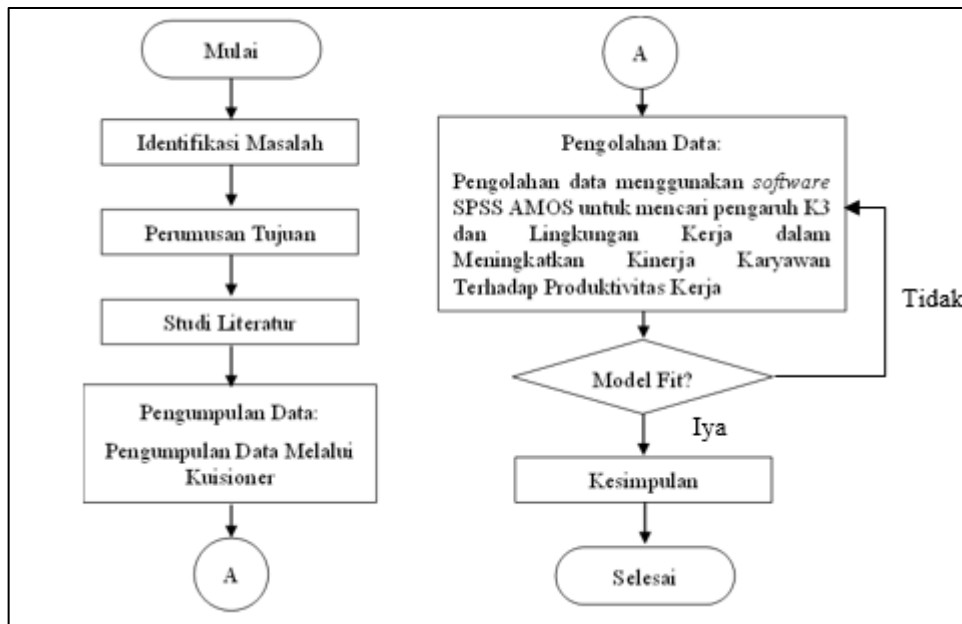 Mulai
Identifikasi Masalah
Perumusan Tujuan
Studi Literatur
Pengumpulan Data:
Pengumpulan Data Melalui
Kuisioner
A
A
Pengolahan Data:
Pengolahan data menggunakan software
SPSS AMOS untuk mencari pengaruh K3
dan Lingkungan Kerja dalam
Meningkatkan Kinerja Karyawan
Terhadap Produktivitas Kerja
Tidak
Model Fit?
Iya
Kesimpulan
Selesai